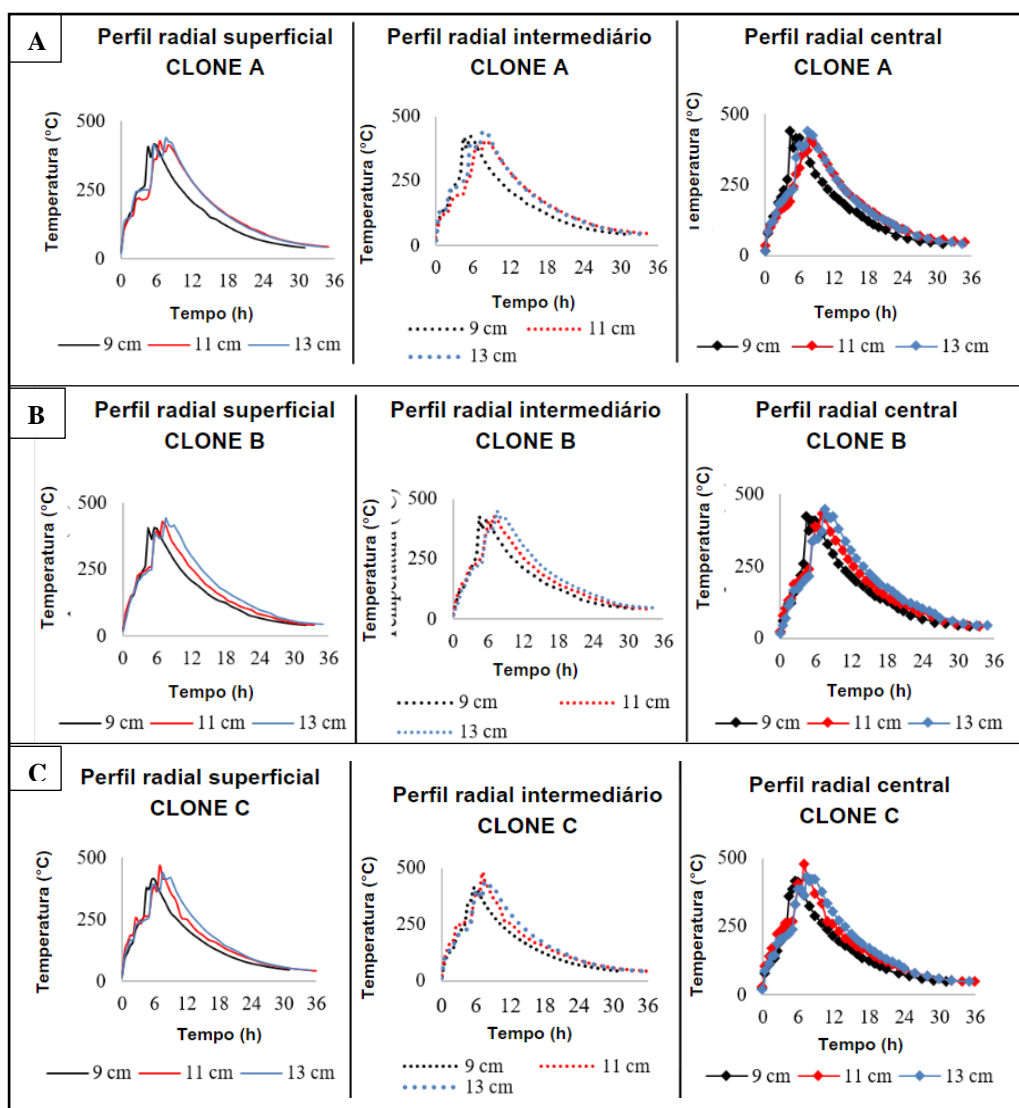 A
Perfil radial superficial
CLONE A
Temperatura (°C)
500
250
0
0 6 12 18 24 30 36
Tempo (h)
9 cm 11 cm 13 cm
Perfil radial intermediário
CLONE A
Temperatura (°C)
500
250
0
0 6 12 18 24 30 36
Tempo (h)
9 cm 11 cm
13 cm
Perfil radial central
CLONE A
Temperatura (°C)
500
250
0
0 6 12 18 24 30 36
Tempo (h)
9 cm 11 cm 13 cm
B
Perfil radial superficial
CLONE B
Temperatura (°C)
500
250
0
0 6 12 18 24 30 36
Tempo (h)
9 cm 11 cm 13 cm
Perfil radial intermediário
CLONE B
Temperatura (°C)
500
250
0
0 6 12 18 24 30 36
Tempo (h)
9 cm 11 cm
13 cm
Perfil radial central
CLONE B
Temperatura (°C)
500
250
0
0 6 12 18 24 30 36
Tempo (h)
9 cm 11 cm 13 cm
C
Perfil radial superficial
CLONE C
Temperatura (°C)
500
250
0
0 6 12 18 24 30 36
Tempo (h)
9 cm 11 cm 13 cm
Perfil radial intermediário
CLONE C
Temperatura (°C)
500
250
0
0 6 12 18 24 30 36
Tempo (h)
9 cm 11 cm
13 cm
Perfil radial central
CLONE C
Temperatura (°C)
500
250
0
0 6 12 18 24 30 36
Tempo (h)
9 cm 11 cm 13 cm